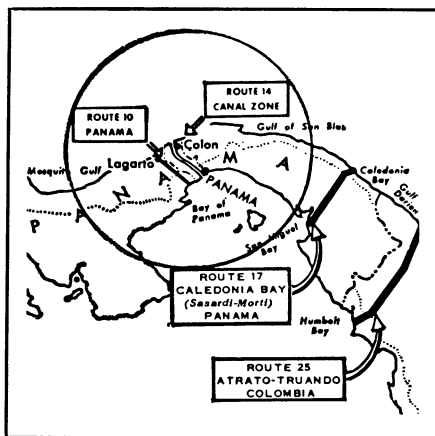 ROUTE 14
CANAL ZONE
ROUTE 10
PANAMA
Colon
Gulf of San Blas
Lagarto
Mosquito Gulf
PANAMA
PANAMA
Bay of
Panama
Caledonia
Bay
Gulf
Darien
San Miguel
Bay
ROUTE 17
CALEDONIA BAY
(Sasardi-Morti)
PANAMA
Humbolt
Bay
ROUTE 25
ATRATO-TRUANDO
COLOMBIA